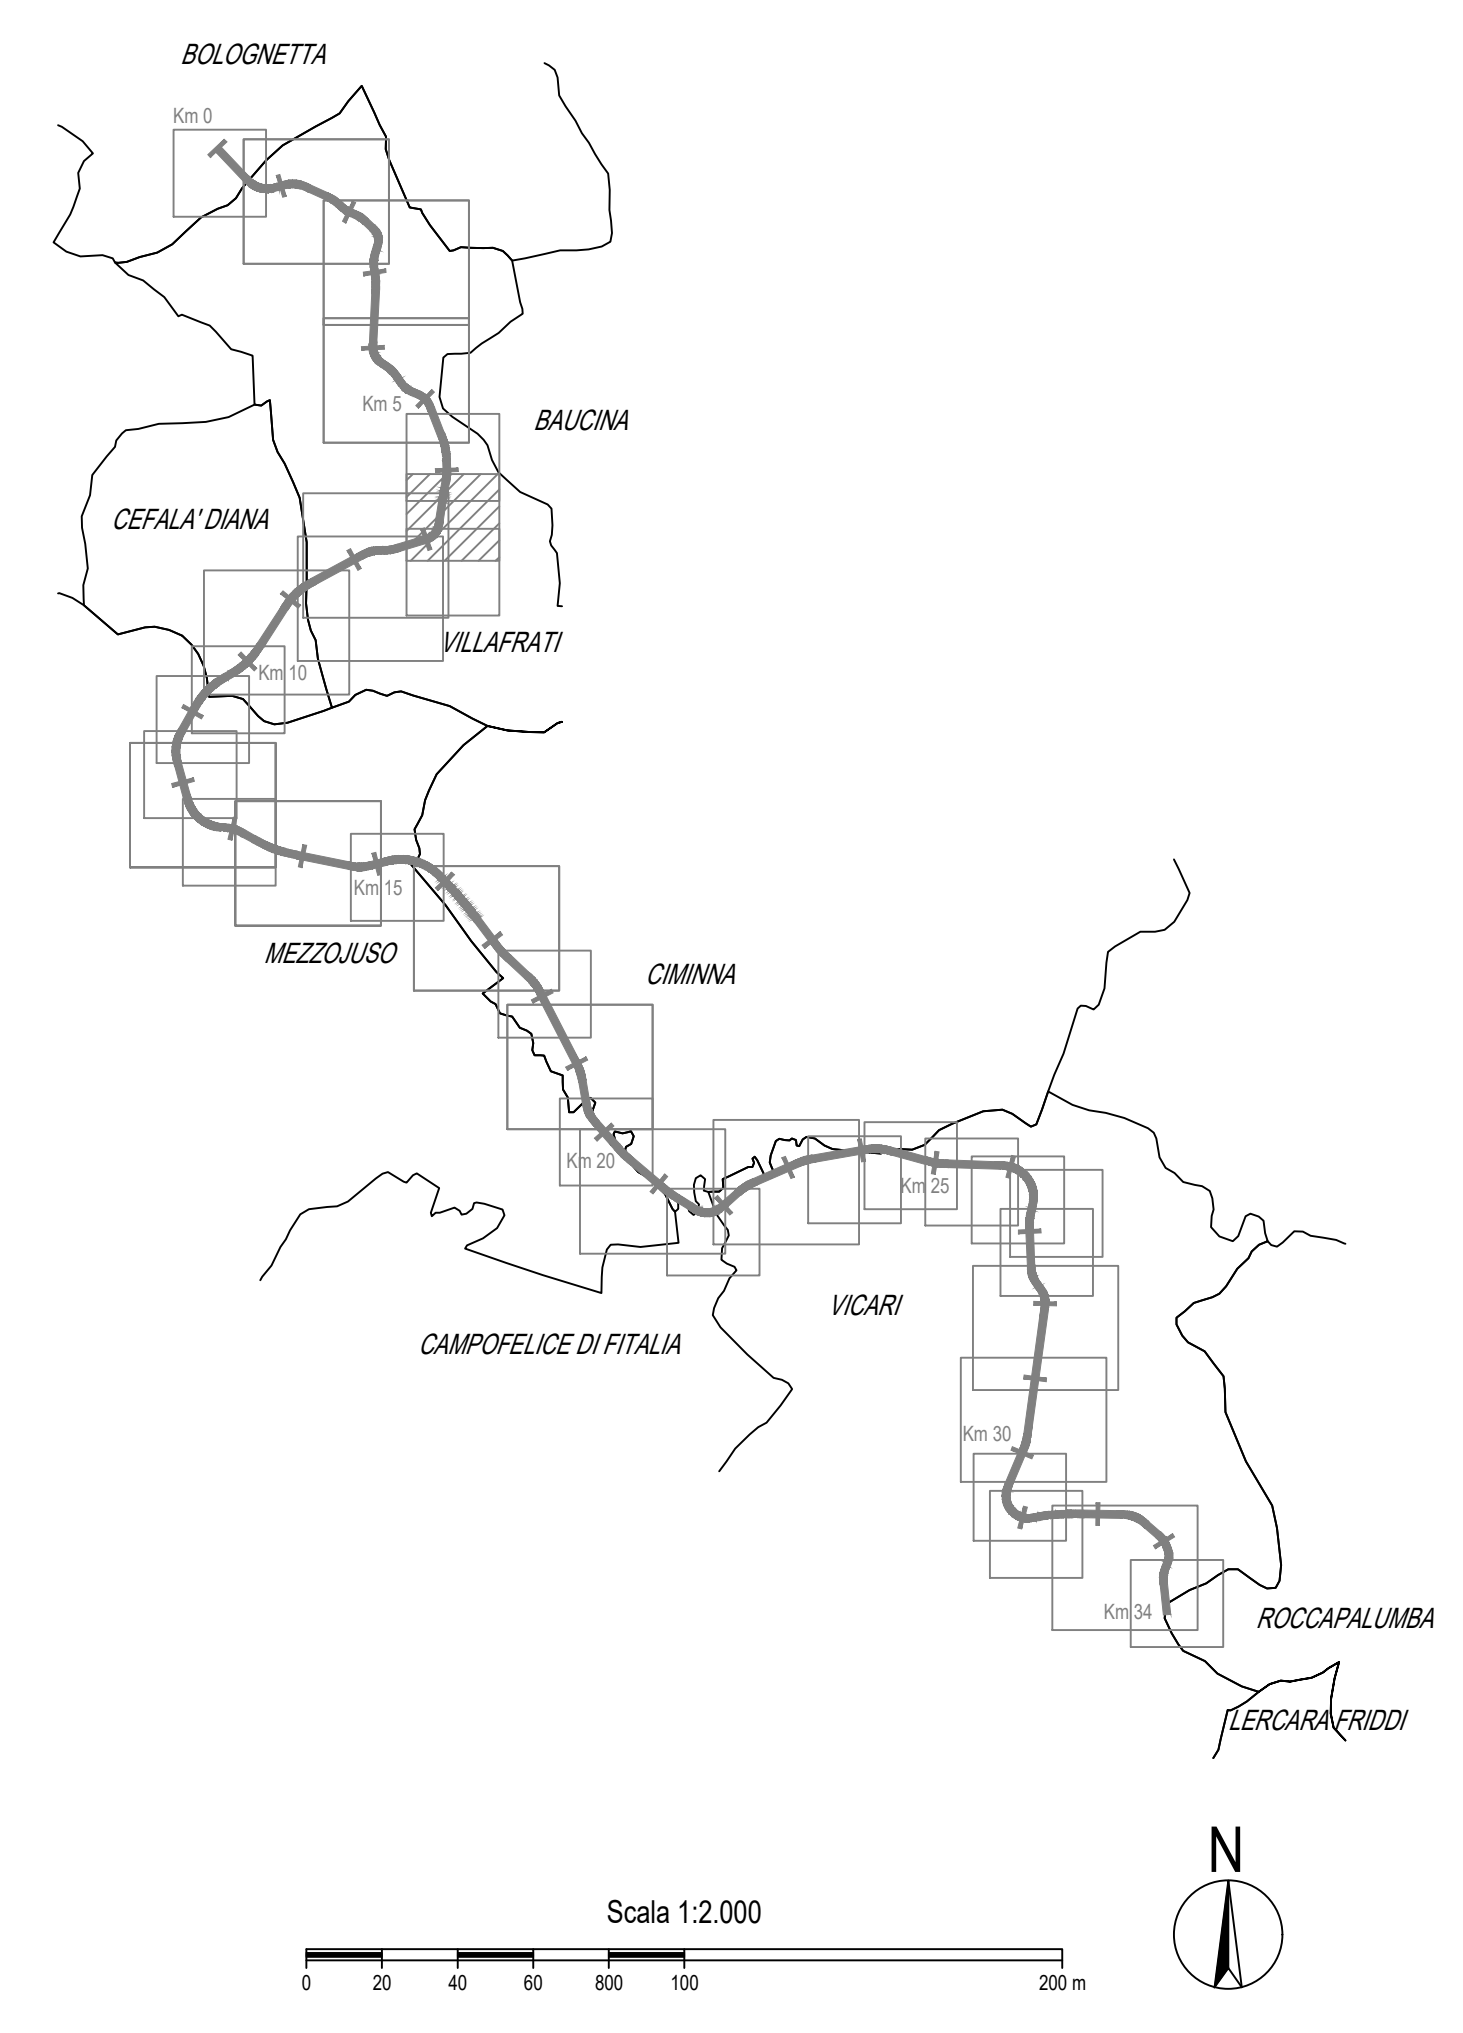 BOLOGNETTA
Km 0
Km 5
BAUCINA
CEFALA' DIANA
VILLAFRATI
Km 10
Km 15
MEZZOJUSO
CIMINNA
Km 20
Km 25
VICARI
CAMPOFELICE DI FITALIA
Km 30
Km 34
ROCCAPALUMBA
LERCARA FRIDDI
N
Scala 1:2.000
0 20 40 60 800 100 200 m